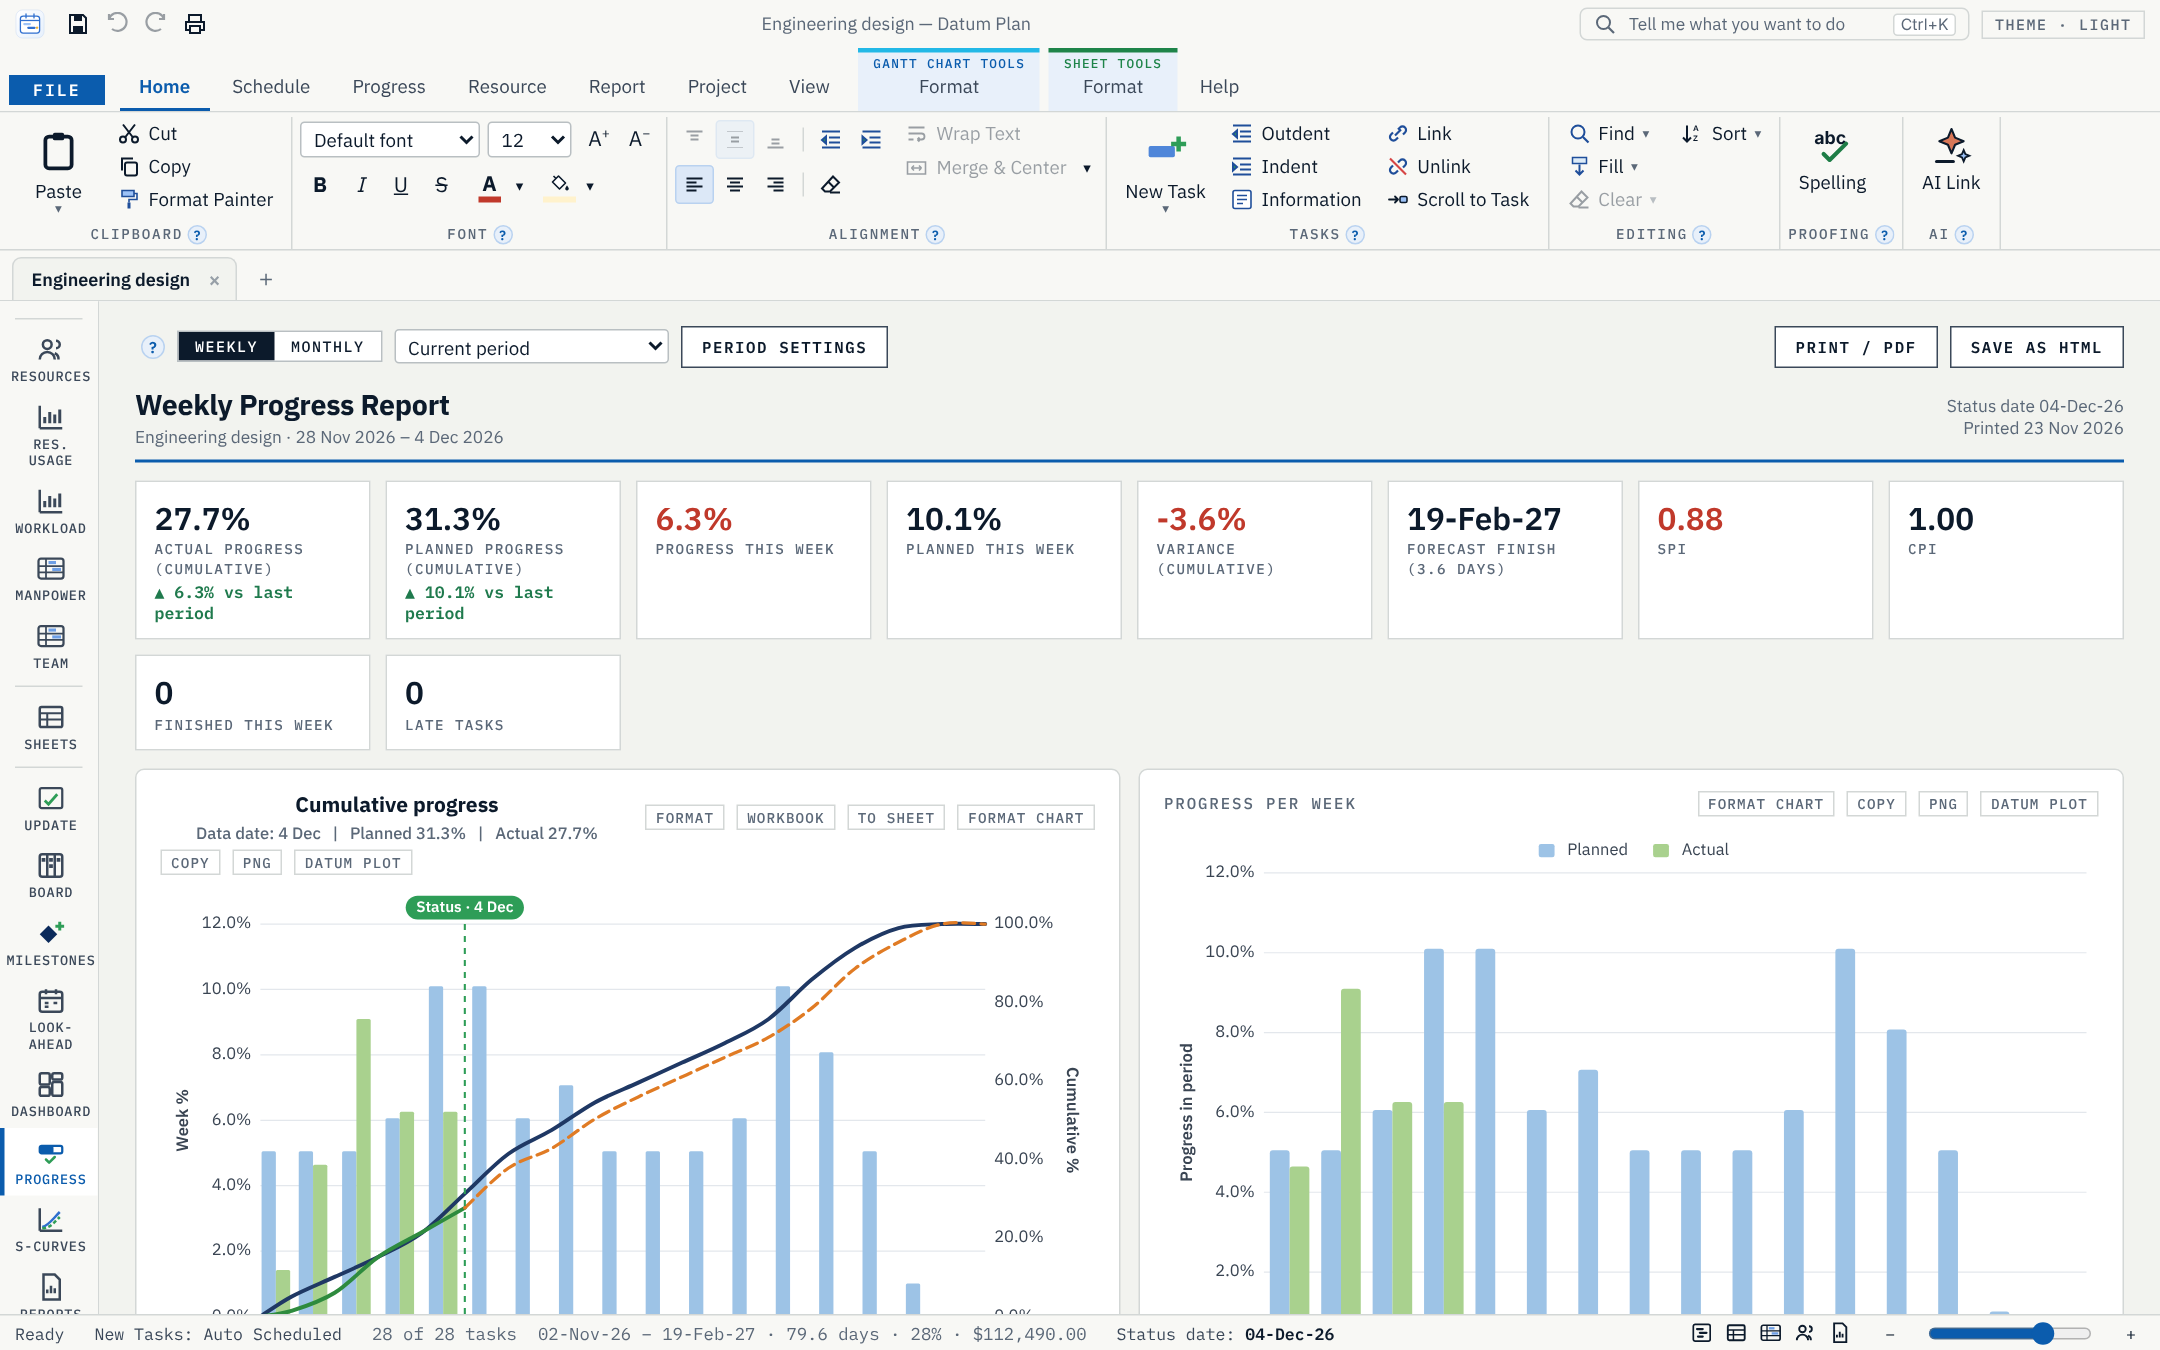 Engineering design — Datum Plan
Tell me what you want to do
Ctrl+K
THEME · LIGHT
FILE
Home
Schedule
Progress
Resource
Report
Project
View
GANTT CHART TOOLS
Format
SHEET TOOLS
Format
Help
Paste
Cut
Copy
Format Painter
CLIPBOARD ?
Default font
12
A+ A−
B I U S A
FONT ?
Wrap Text
Merge & Center
ALIGNMENT ?
New Task
Outdent
Indent
Information
Link
Unlink
Scroll to Task
TASKS ?
Find
Fill
Clear
Sort
EDITING ?
abc
Spelling
PROOFING ?
AI Link
AI ?
Engineering design ×
+
RESOURCES
RES.
USAGE
WORKLOAD
MANPOWER
TEAM
SHEETS
UPDATE
BOARD
MILESTONES
LOOK-
AHEAD
DASHBOARD
PROGRESS
S-CURVES
REPORTS
?
WEEKLY
MONTHLY
Current period
PERIOD SETTINGS
PRINT / PDF
SAVE AS HTML
Weekly Progress Report
Engineering design · 28 Nov 2026 – 4 Dec 2026
Status date 04-Dec-26
Printed 23 Nov 2026
27.7%
ACTUAL PROGRESS
(CUMULATIVE)
▲ 6.3% vs last
period
31.3%
PLANNED PROGRESS
(CUMULATIVE)
▲ 10.1% vs last
period
6.3%
PROGRESS THIS WEEK
10.1%
PLANNED THIS WEEK
-3.6%
VARIANCE
(CUMULATIVE)
19-Feb-27
FORECAST FINISH
(3.6 DAYS)
0.88
SPI
1.00
CPI
0
FINISHED THIS WEEK
0
LATE TASKS
Cumulative progress
Data date: 4 Dec | Planned 31.3% | Actual 27.7%
FORMAT
WORKBOOK
TO SHEET
FORMAT CHART
COPY
PNG
DATUM PLOT
Status · 4 Dec
12.0%
10.0%
8.0%
6.0%
4.0%
2.0%
0.0%
Week %
100.0%
80.0%
60.0%
40.0%
20.0%
0.0%
Cumulative %
PROGRESS PER WEEK
FORMAT CHART
COPY
PNG
DATUM PLOT
Planned
Actual
12.0%
10.0%
8.0%
6.0%
4.0%
2.0%
Progress in period
Ready
New Tasks: Auto Scheduled
28 of 28 tasks
02-Nov-26 – 19-Feb-27 · 79.6 days · 28% · $112,490.00
Status date: 04-Dec-26